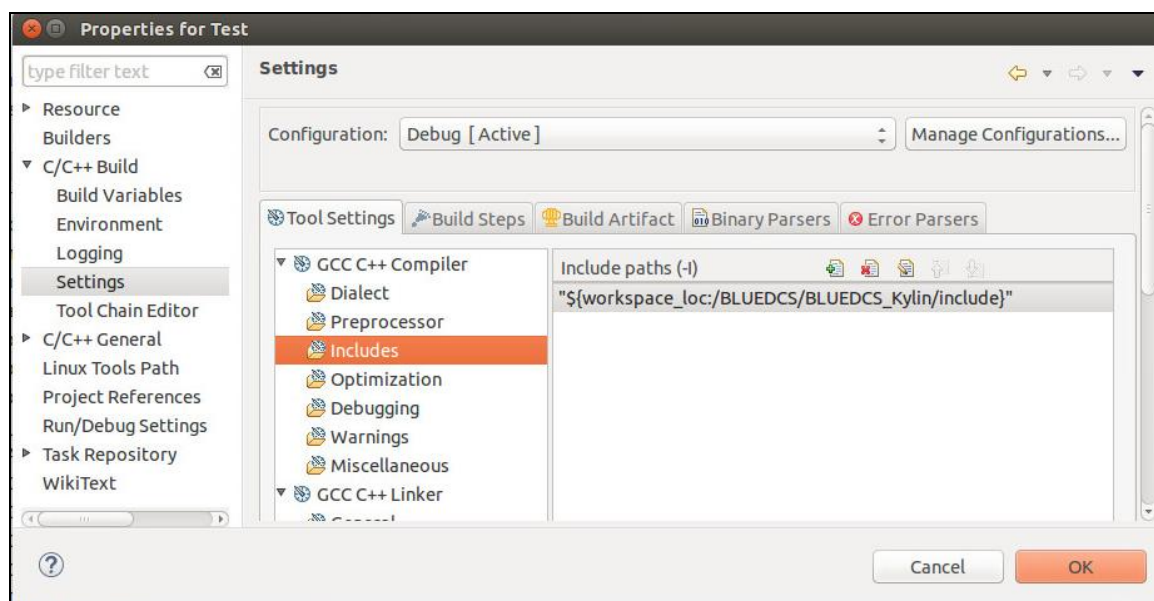 Properties for Test
type filter text
Settings
Resource
Builders
C/C++ Build
Build Variables
Environment
Logging
Settings
Tool Chain Editor
C/C++ General
Linux Tools Path
Project References
Run/Debug Settings
Task Repository
WikiText
Configuration:
Debug [ Active ]
Manage Configurations...
Tool Settings
Build Steps
Build Artifact
Binary Parsers
Error Parsers
GCC C++ Compiler
Dialect
Preprocessor
Includes
Optimization
Debugging
Warnings
Miscellaneous
GCC C++ Linker
Include paths (-I)
"${workspace_loc:/BLUEDCS/BLUEDCS_Kylin/include}"
Cancel
OK